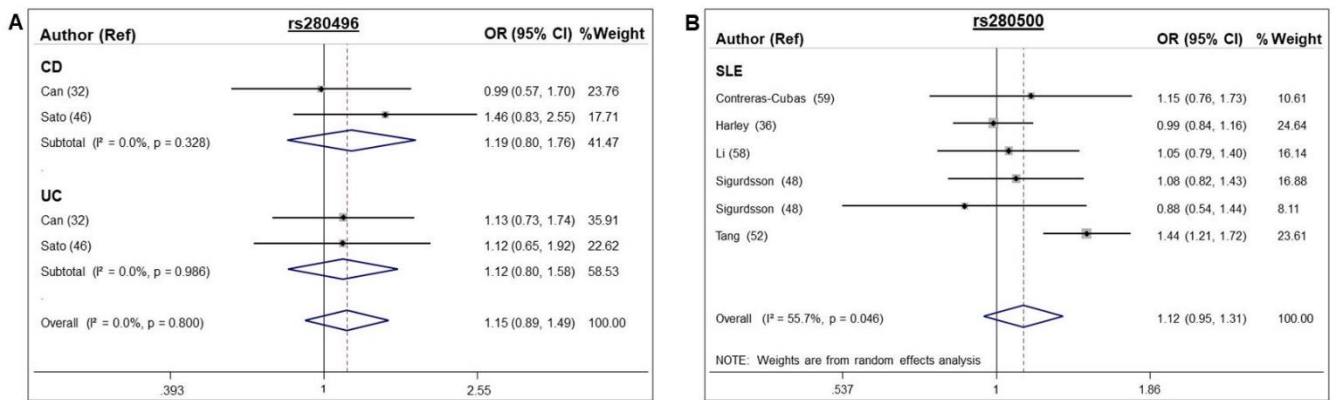 A
rs280496
Author (Ref) OR (95% CI) %Weight
CD
Can (32) 0.99 (0.57, 1.70) 23.76
Sato (46) 1.46 (0.83, 2.55) 17.71
Subtotal (I² = 0.0%, p = 0.328) 1.19 (0.80, 1.76) 41.47
.
UC
Can (32) 1.13 (0.73, 1.74) 35.91
Sato (46) 1.12 (0.65, 1.92) 22.62
Subtotal (I² = 0.0%, p = 0.986) 1.12 (0.80, 1.58) 58.53
.
Overall (I² = 0.0%, p = 0.800) 1.15 (0.89, 1.49) 100.00
.393 1 2.55
B
rs280500
Author (Ref) OR (95% CI) % Weight
SLE
Contreras-Cubas (59) 1.15 (0.76, 1.73) 10.61
Harley (36) 0.99 (0.84, 1.16) 24.64
Li (58) 1.05 (0.79, 1.40) 16.14
Sigurdsson (48) 1.08 (0.82, 1.43) 16.88
Sigurdsson (48) 0.88 (0.54, 1.44) 8.11
Tang (52) 1.44 (1.21, 1.72) 23.61
Overall (I² = 55.7%, p = 0.046) 1.12 (0.95, 1.31) 100.00
NOTE: Weights are from random effects analysis
.537 1 1.86